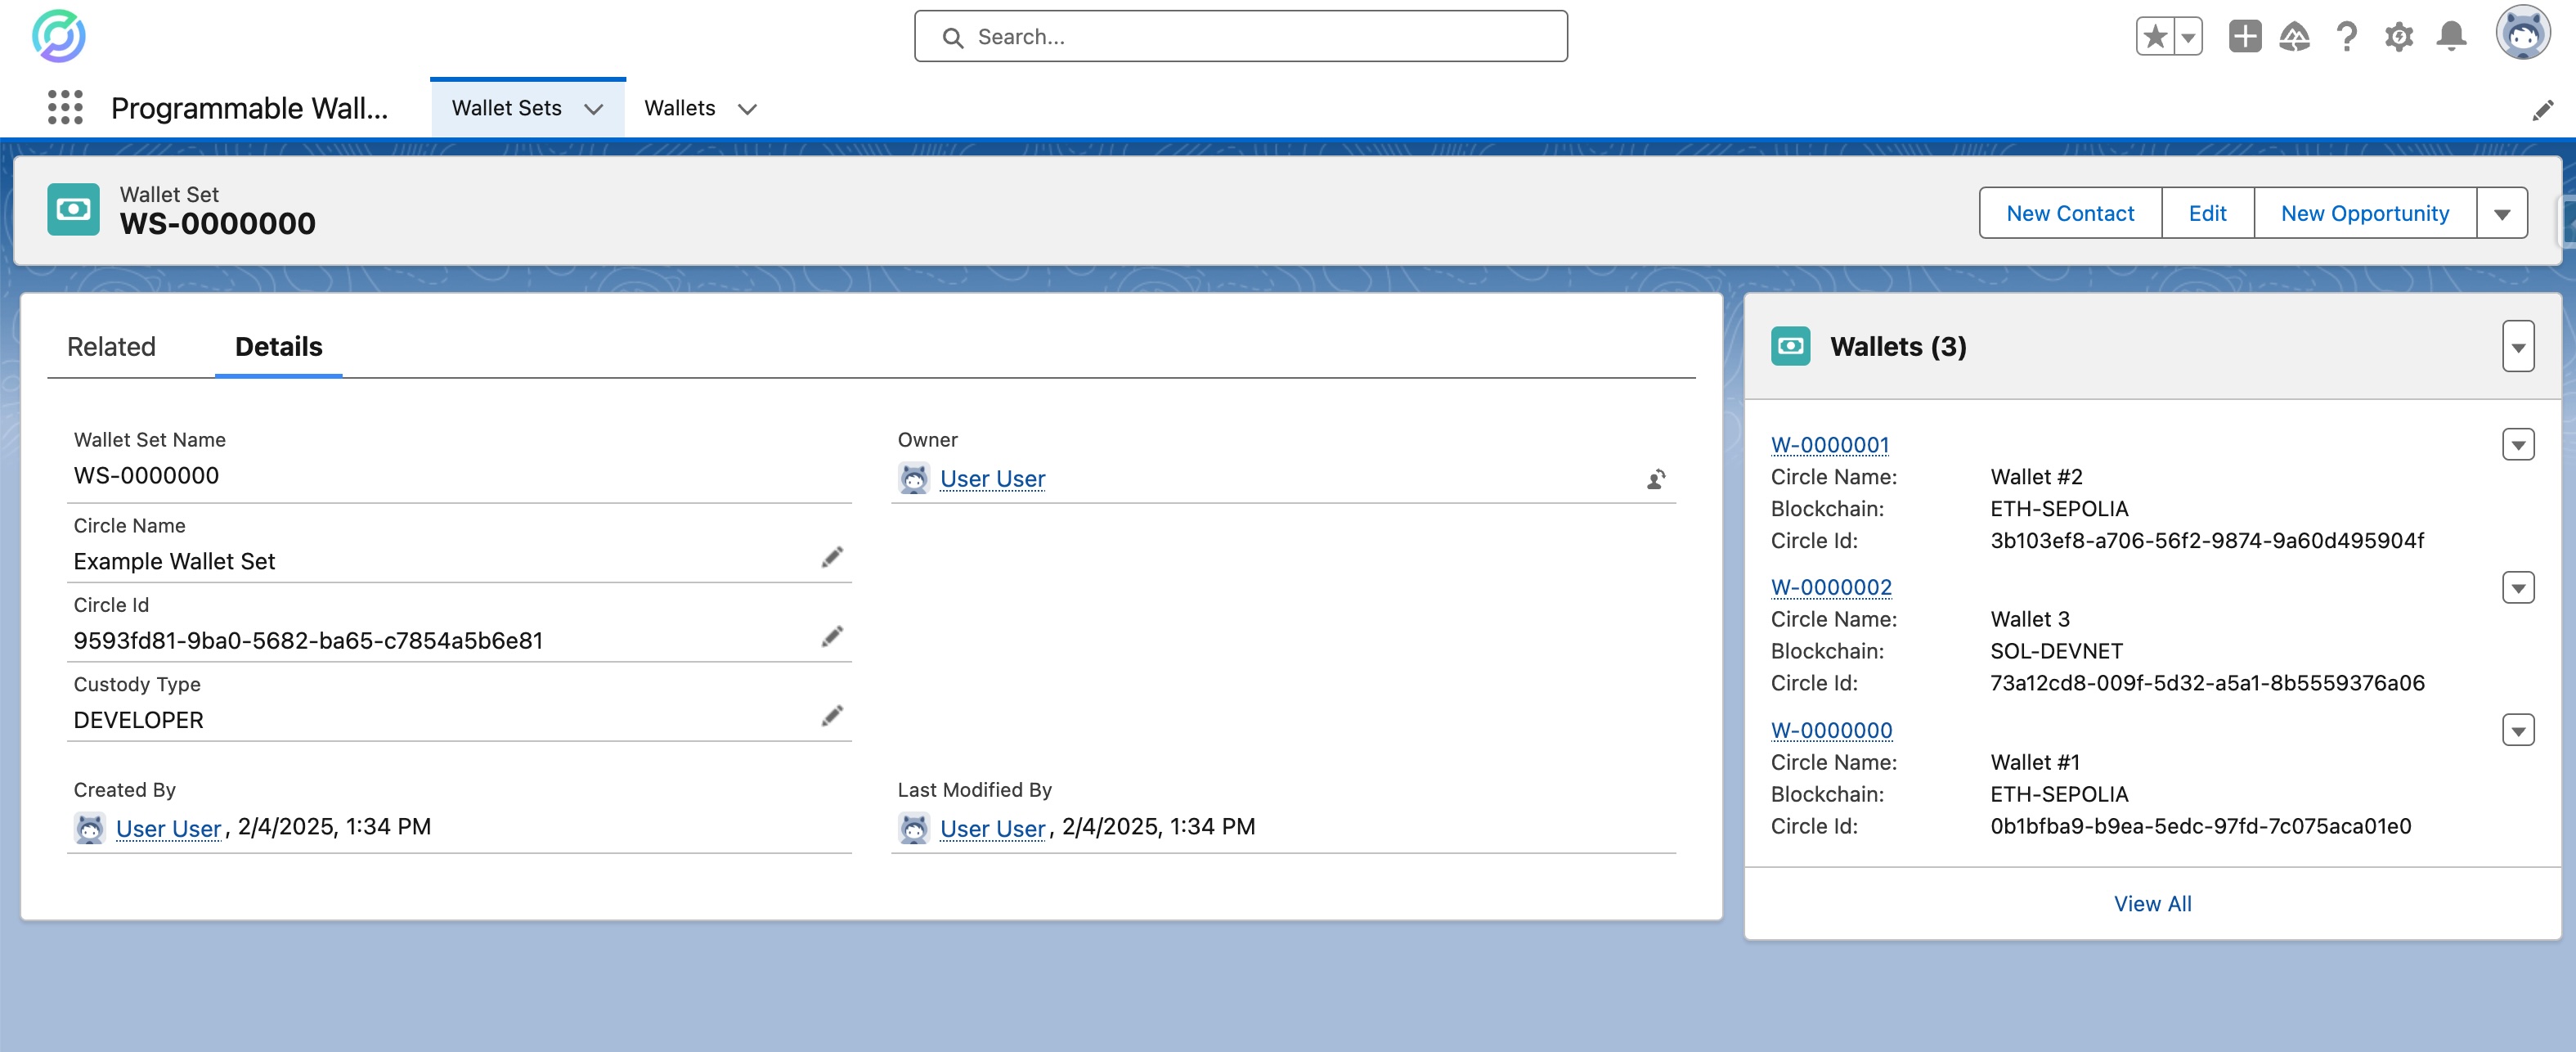 Search...
Programmable Wall...
Wallet Sets
Wallets
Wallet Set
WS-0000000
New Contact
Edit
New Opportunity
Related
Details
Wallet Set Name
WS-0000000
Owner
User User
Circle Name
Example Wallet Set
Circle Id
9593fd81-9ba0-5682-ba65-c7854a5b6e81
Custody Type
DEVELOPER
Created By
User User, 2/4/2025, 1:34 PM
Last Modified By
User User, 2/4/2025, 1:34 PM
Wallets (3)
W-0000001
Circle Name: Wallet #2
Blockchain: ETH-SEPOLIA
Circle Id: 3b103ef8-a706-56f2-9874-9a60d495904f
W-0000002
Circle Name: Wallet 3
Blockchain: SOL-DEVNET
Circle Id: 73a12cd8-009f-5d32-a5a1-8b5559376a06
W-0000000
Circle Name: Wallet #1
Blockchain: ETH-SEPOLIA
Circle Id: 0b1bfba9-b9ea-5edc-97fd-7c075aca01e0
View All